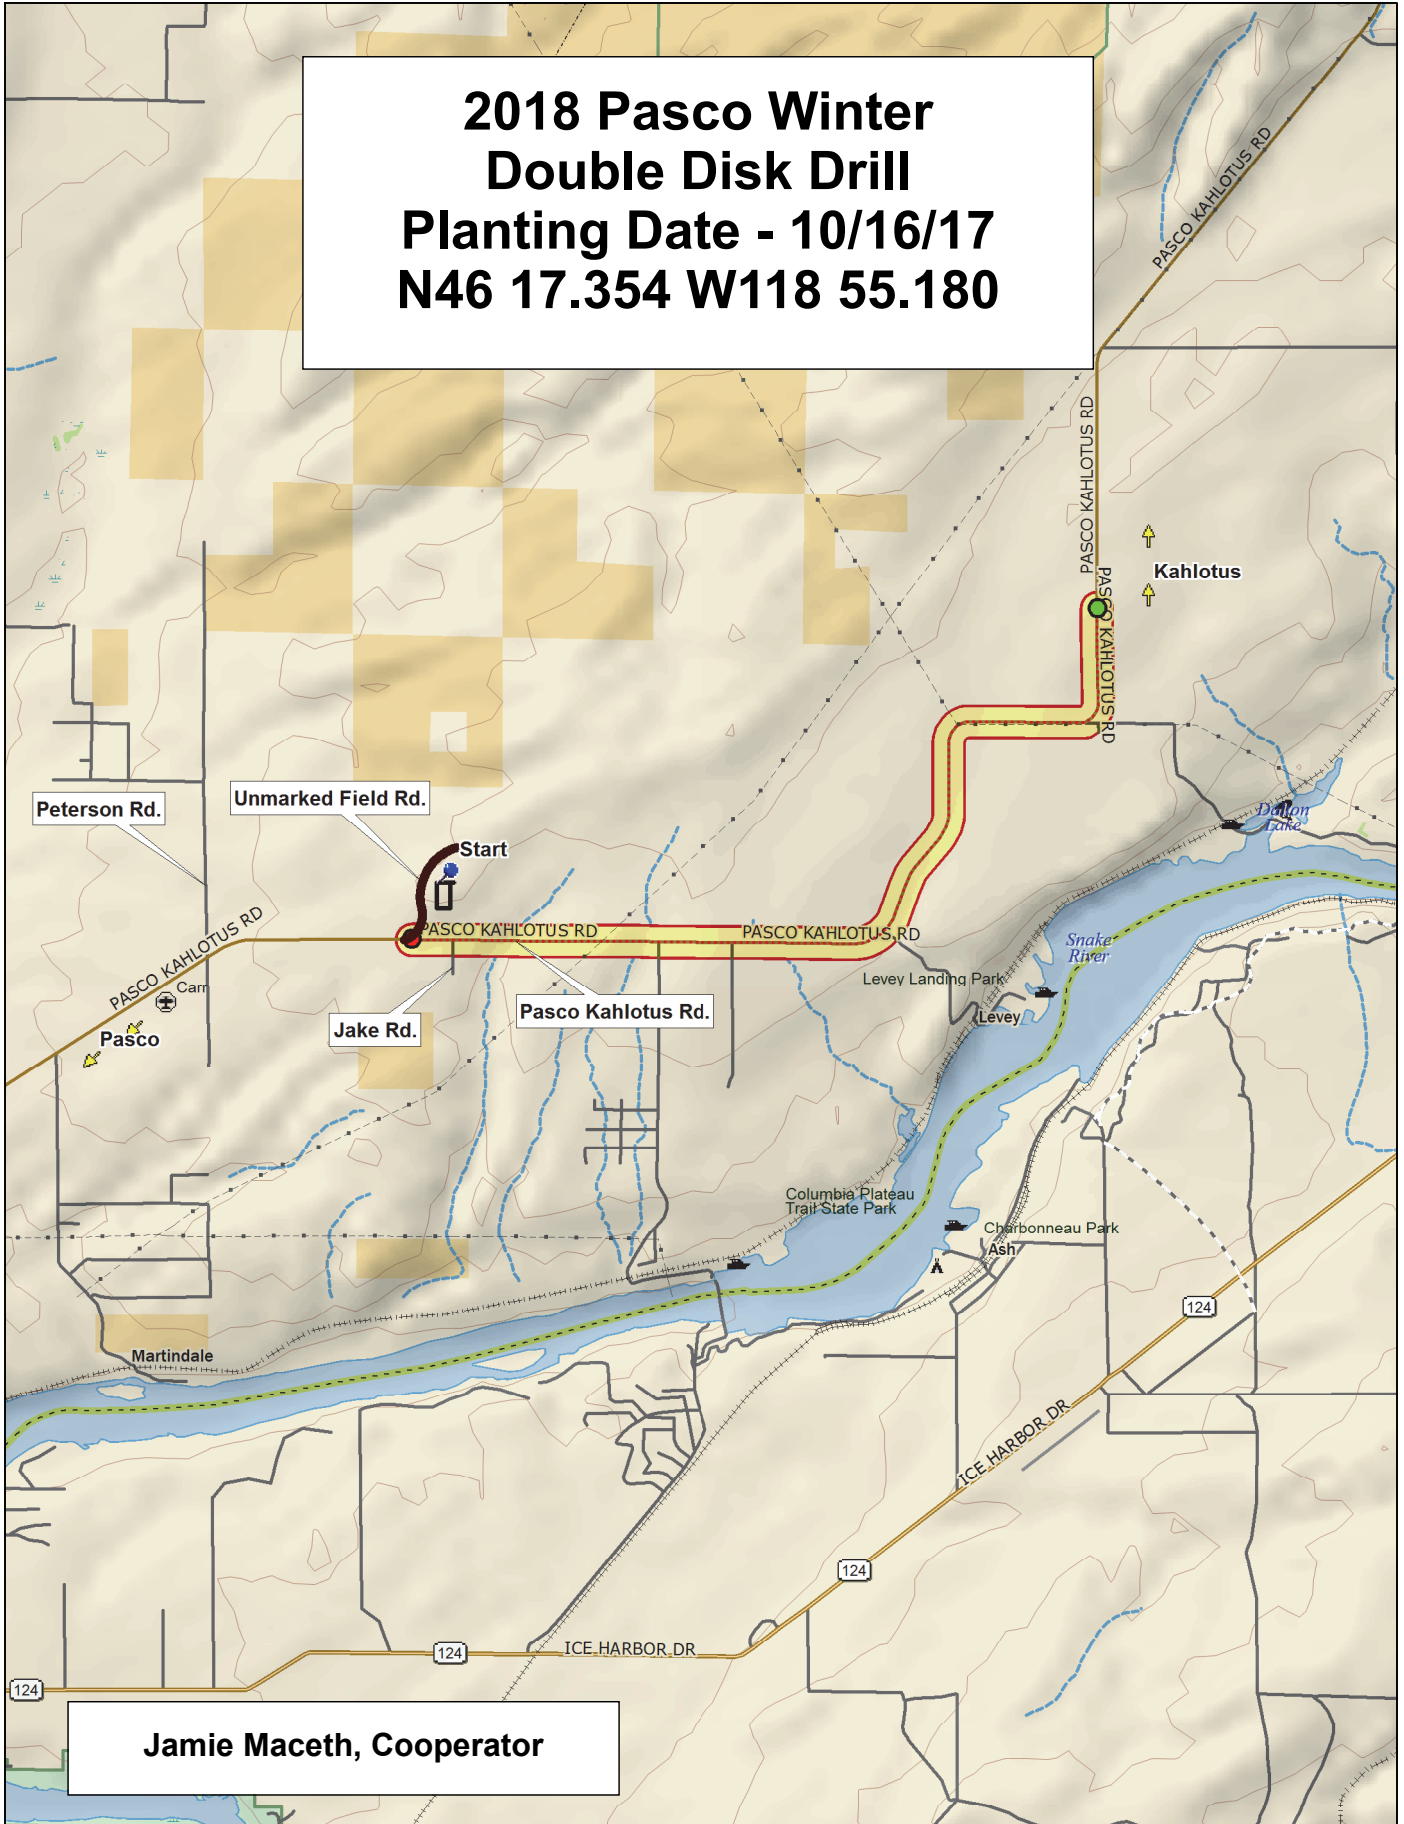 2018 Pasco Winter
Double Disk Drill
Planting Date - 10/16/17
N46 17.354 W118 55.180
PASCO KAHLOTUS RD
PASCO KAHLOTUS RD
Kahlotus
PASCO KAHLOTUS RD
Peterson Rd.
Unmarked Field Rd.
Start
Dalton
Lake
PASCO KAHLOTUS RD
PASCO KAHLOTUS RD
PASCO KAHLOTUS RD
Snake
River
Levey Landing Park
Carr
Pasco
Jake Rd.
Pasco Kahlotus Rd.
Levey
Columbia Plateau
Trail State Park
Charbonneau Park
Ash
124
Martindale
ICE HARBOR DR
124
124
ICE HARBOR DR
124
Jamie Maceth, Cooperator